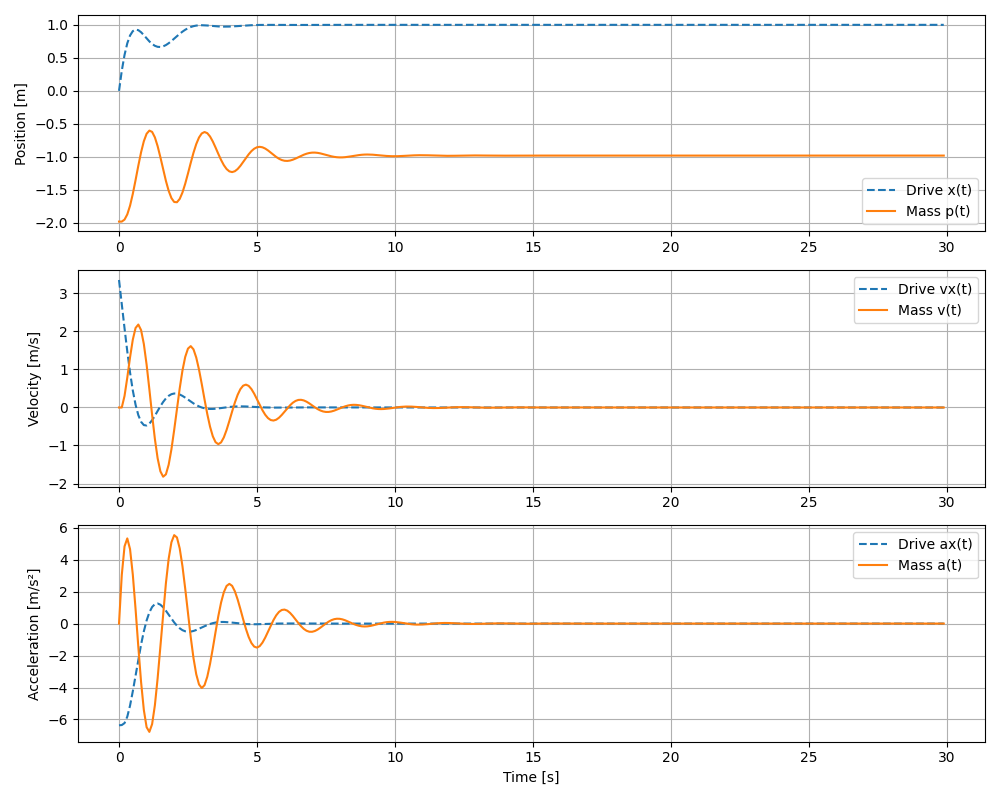 1.0
0.5
0.0
−0.5
−1.0
−1.5
−2.0
Position [m]
Drive x(t)
Mass p(t)
0 5 10 15 20 25 30
3
2
1
0
−1
−2
Velocity [m/s]
Drive vx(t)
Mass v(t)
0 5 10 15 20 25 30
6
4
2
0
−2
−4
−6
Acceleration [m/s²]
Drive ax(t)
Mass a(t)
0 5 10 15 20 25 30
Time [s]